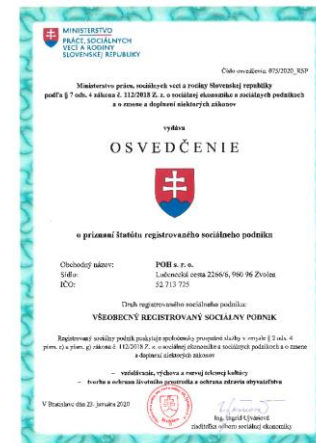 MINISTERSTVO
PRÁCE, SOCIÁLNYCH
VECÍ A RODINY
SLOVENSKEJ REPUBLIKY
Číslo osvedčenia: 075/2020_RSP
Ministerstvo práce, sociálnych vecí a rodiny Slovenskej republiky
podľa § 7 ods. 4 zákona č. 112/2018 Z. z. o sociálnej ekonomike a sociálnych podnikoch
a o zmene a doplnení niektorých zákonov
vydáva
OSVEDČENIE
o priznaní štatútu registrovaného sociálneho podniku
Obchodný názov: POH s. r. o.
Sídlo: Lučenecká cesta 2266/6, 960 96 Zvolen
IČO: 52 713 725
Druh registrovaného sociálneho podniku:
VŠEOBECNÝ REGISTROVANÝ SOCIÁLNY PODNIK
Registrovaný sociálny podnik poskytuje spoločensky prospešné služby v zmysle § 2 ods. 4
písm. c) a písm. g) zákona č. 112/2018 Z. z. o sociálnej ekonomike a sociálnych podnikoch a o zmene
a doplnení niektorých zákonov
– vzdelávanie, výchova a rozvoj telesnej kultúry
– tvorba a ochrana životného prostredia a ochrana zdravia obyvateľstva
V Bratislave dňa 23. januára 2020
Ing. Ingrid
riaditeľka odboru sociálnej ekonomiky